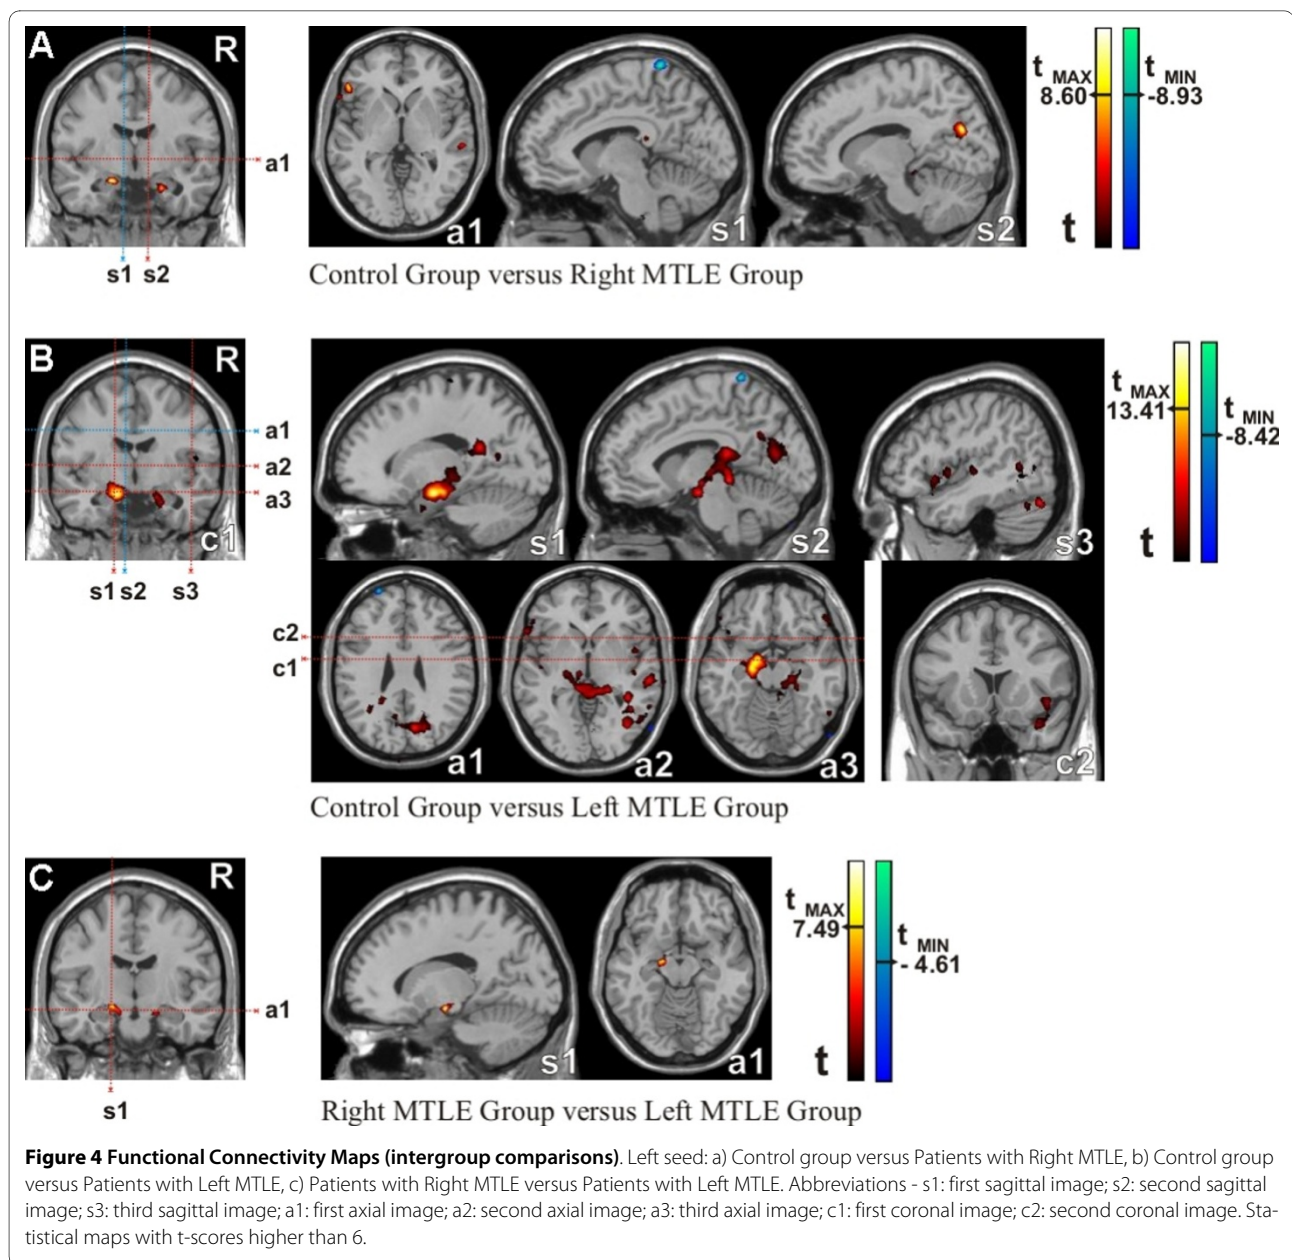 A R
a1
s1 s2
a1 s1 s2
t MAX 8.60
t MIN -8.93
t
Control Group versus Right MTLE Group
B R
a1
a2
a3
c1
s1 s2 s3
s1 s2 s3
t MAX 13.41
t MIN -8.42
t
c2
c1
a1 a2 a3 c2
Control Group versus Left MTLE Group
C R
a1
s1
s1 a1
t MAX 7.49
t MIN - 4.61
t
Right MTLE Group versus Left MTLE Group
Figure 4 Functional Connectivity Maps (intergroup comparisons). Left seed: a) Control group versus Patients with Right MTLE, b) Control group
versus Patients with Left MTLE, c) Patients with Right MTLE versus Patients with Left MTLE. Abbreviations - s1: first sagittal image; s2: second sagittal
image; s3: third sagittal image; a1: first axial image; a2: second axial image; a3: third axial image; c1: first coronal image; c2: second coronal image. Sta-
tistical maps with t-scores higher than 6.